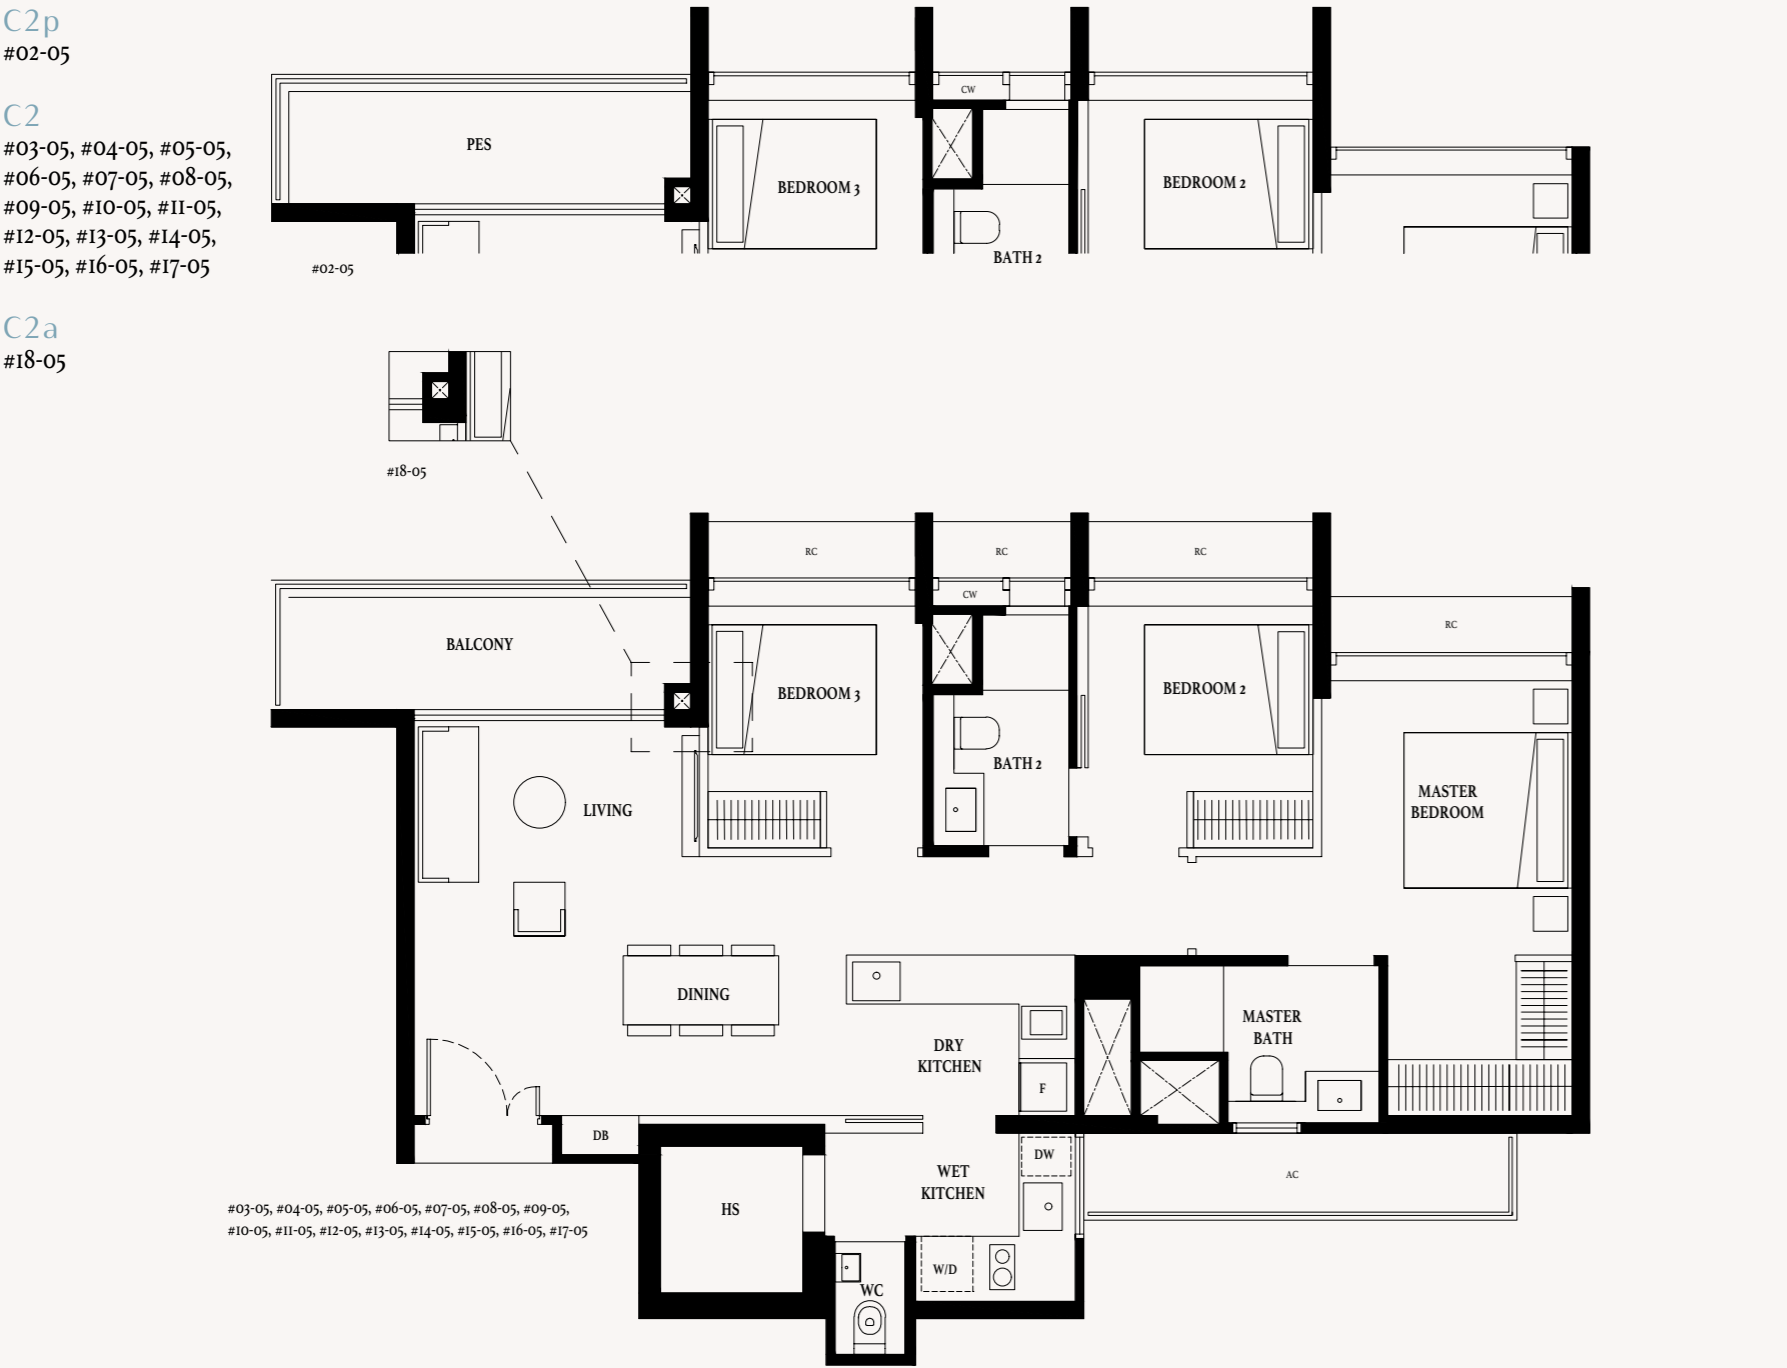 C2p
#02-05
C2
#03-05, #04-05, #05-05,
#06-05, #07-05, #08-05,
#09-05, #10-05, #11-05,
#12-05, #13-05, #14-05,
#15-05, #16-05, #17-05
C2a
#18-05
CW
PES
BEDROOM 3
BEDROOM 2
BATH 2
#02-05
#18-05
RC
RC
RC
CW
RC
BALCONY
BEDROOM 3
BEDROOM 2
BATH 2
LIVING
MASTER
BEDROOM
DINING
DRY
KITCHEN
MASTER
BATH
F
DB
DW
WET
KITCHEN
AC
HS
#03-05, #04-05, #05-05, #06-05, #07-05, #08-05, #09-05,
#10-05, #11-05, #12-05, #13-05, #14-05, #15-05, #16-05, #17-05
W/D
WC